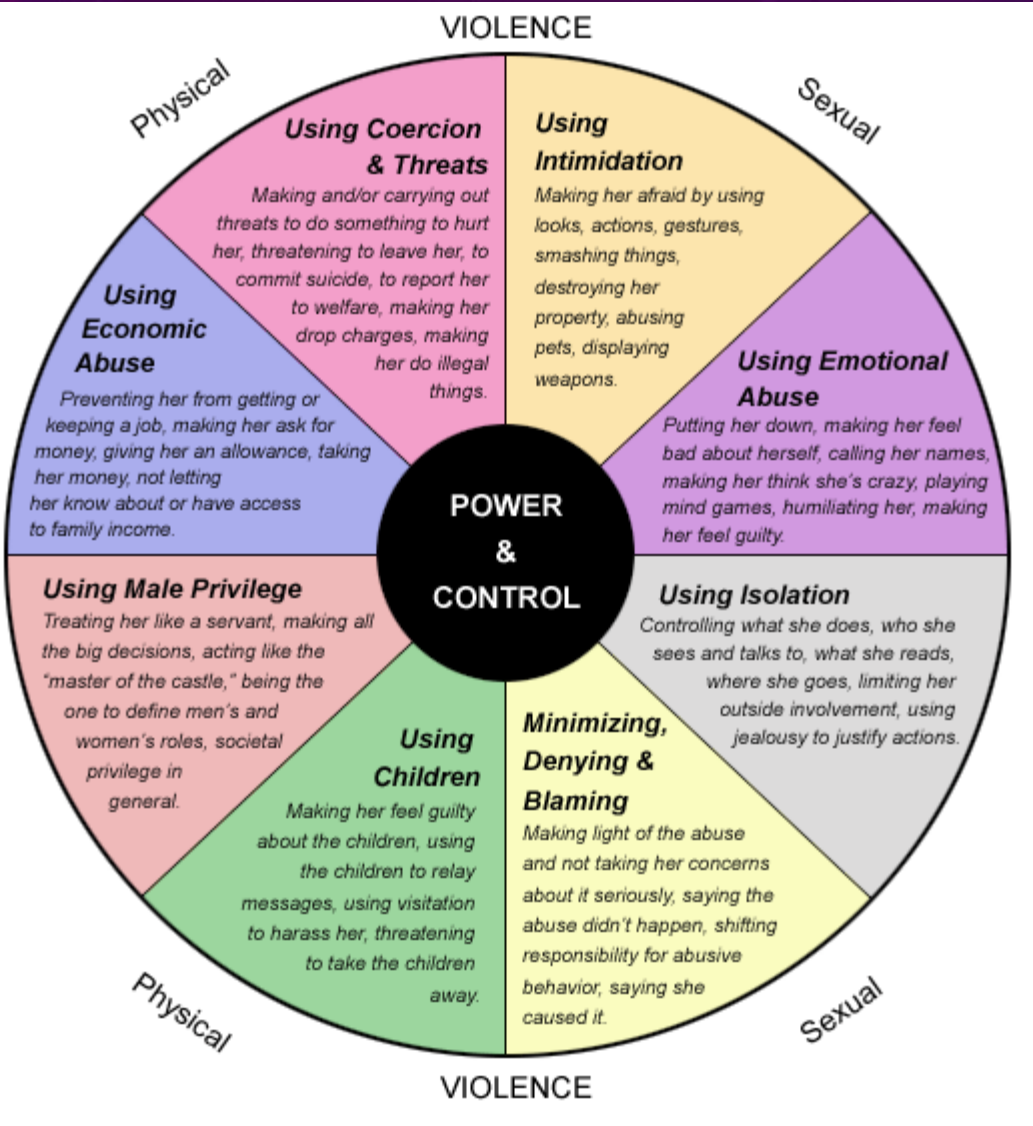 VIOLENCE
Physical
Sexual
Using Coercion
& Threats
Making and/or carrying out
threats to do something to hurt
her, threatening to leave her, to
commit suicide, to report her
to welfare, making her
drop charges, making
her do illegal
things.
Using
Intimidation
Making her afraid by using
looks, actions, gestures,
smashing things,
destroying her
property, abusing
pets, displaying
weapons.
Using
Economic
Abuse
Preventing her from getting or
keeping a job, making her ask for
money, giving her an allowance, taking
her money, not letting
her know about or have access
to family income.
Using Emotional
Abuse
Putting her down, making her feel
bad about herself, calling her names,
making her think she's crazy, playing
mind games, humiliating her, making
her feel guilty.
POWER
&
CONTROL
Using Male Privilege
Treating her like a servant, making all
the big decisions, acting like the
“master of the castle,” being the
one to define men's and
women's roles, societal
privilege in
general.
Using Isolation
Controlling what she does, who she
sees and talks to, what she reads,
where she goes, limiting her
outside involvement, using
jealousy to justify actions.
Using
Children
Making her feel guilty
about the children, using
the children to relay
messages, using visitation
to harass her, threatening
to take the children
away.
Minimizing,
Denying &
Blaming
Making light of the abuse
and not taking her concerns
about it seriously, saying the
abuse didn't happen, shifting
responsibility for abusive
behavior, saying she
caused it.
Physical
Sexual
VIOLENCE